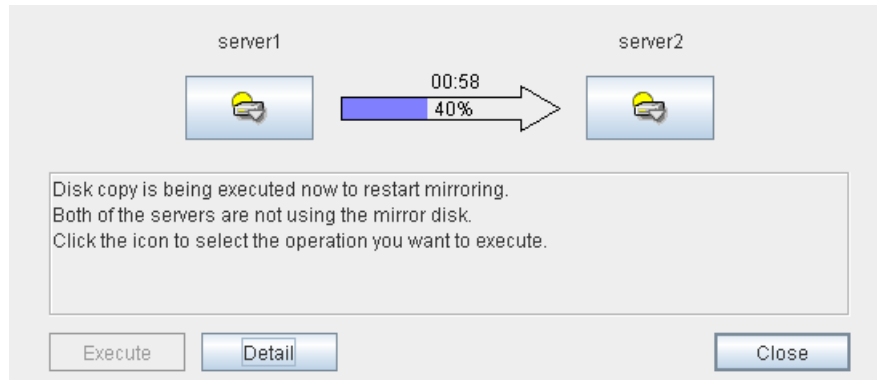 server1
server2
00:58
40%
Disk copy is being executed now to restart mirroring.
Both of the servers are not using the mirror disk.
Click the icon to select the operation you want to execute.
Execute
Detail
Close